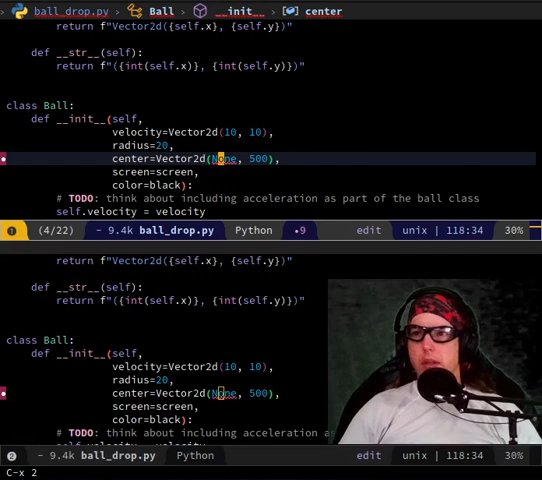 › ball_drop.py › Ball › __init__ › center
return f"Vector2d({self.x}, {self.y})"
def __str__(self):
return f"({int(self.x)}, {int(self.y)})"
class Ball:
def __init__(self,
velocity=Vector2d(10, 10),
radius=20,
center=Vector2d(None, 500),
screen=screen,
color=black):
# TODO: think about including acceleration as part of the ball class
self.velocity = velocity
❶ (4/22) - 9.4k ball_drop.py Python •9 edit unix | 118:34 30%
return f"Vector2d({self.x}, {self.y})"
def __str__(self):
return f"({int(self.x)}, {int(self.y)})"
class Ball:
def __init__(self,
velocity=Vector2d(10, 10),
radius=20,
center=Vector2d(None, 500),
screen=screen,
color=black):
# TODO: think about including acceleration a
❷ - 9.4k ball_drop.py Python edit unix | 118:34 30%
C-x 2